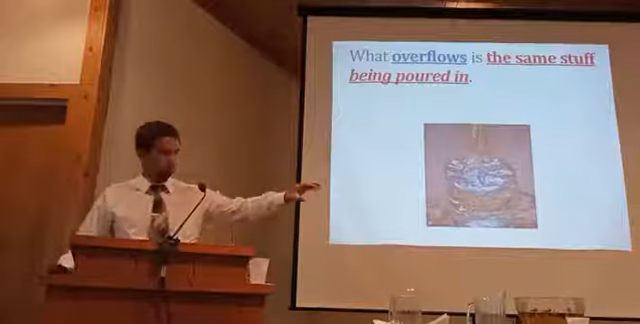 What overflows is the same stuff
being poured in.